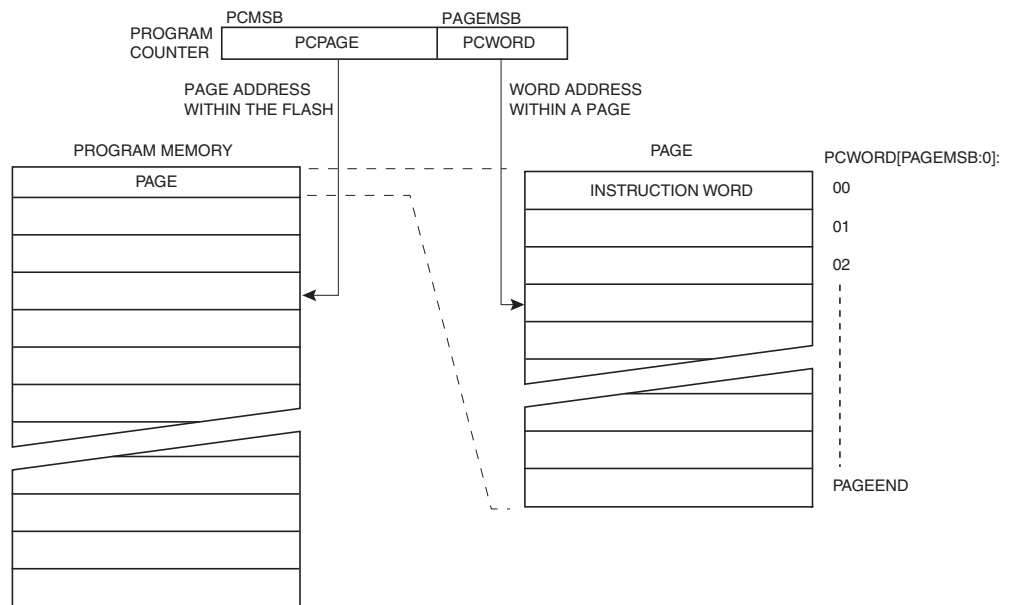 PCMSB PAGEMSB
PROGRAM
COUNTER
PCPAGE PCWORD
PAGE ADDRESS
WITHIN THE FLASH
WORD ADDRESS
WITHIN A PAGE
PROGRAM MEMORY
PAGE
PAGE
PCWORD[PAGEMSB:0]:
INSTRUCTION WORD
00
01
02
PAGEEND